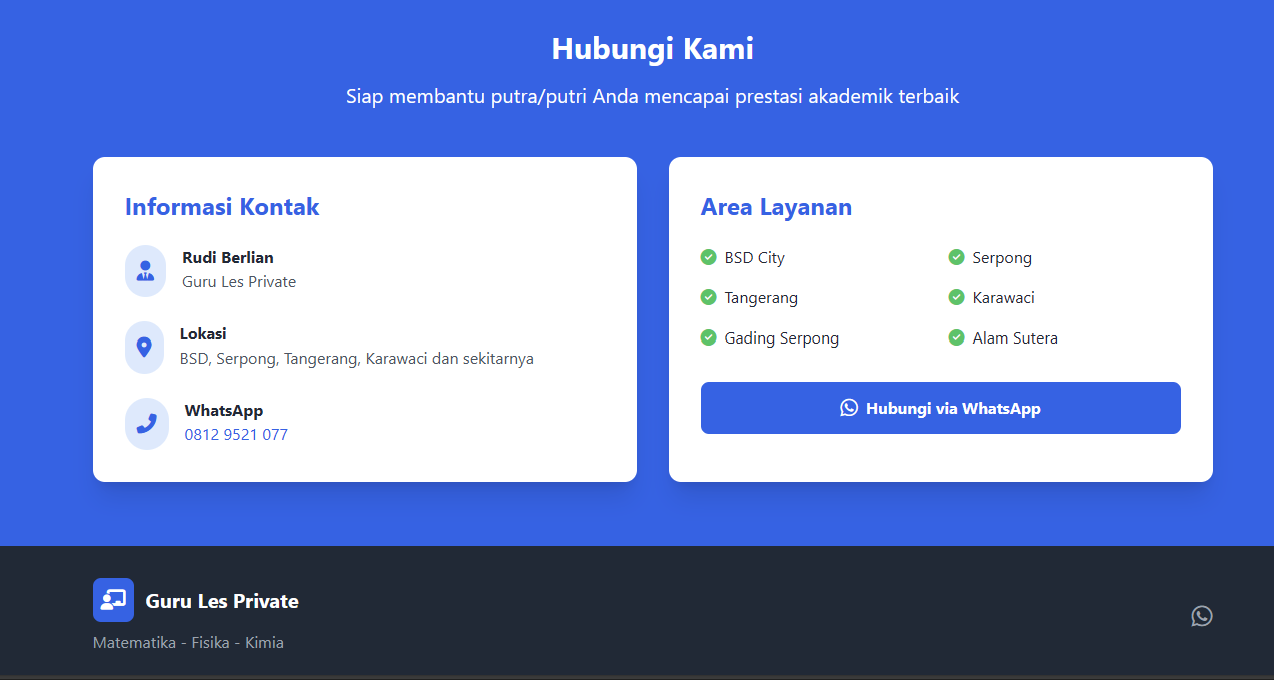 Hubungi Kami
Siap membantu putra/putri Anda mencapai prestasi akademik terbaik
Informasi Kontak
Rudi Berlian
Guru Les Private
Lokasi
BSD, Serpong, Tangerang, Karawaci dan sekitarnya
WhatsApp
0812 9521 077
Area Layanan
BSD City
Serpong
Tangerang
Karawaci
Gading Serpong
Alam Sutera
Hubungi via WhatsApp
Guru Les Private
Matematika - Fisika - Kimia